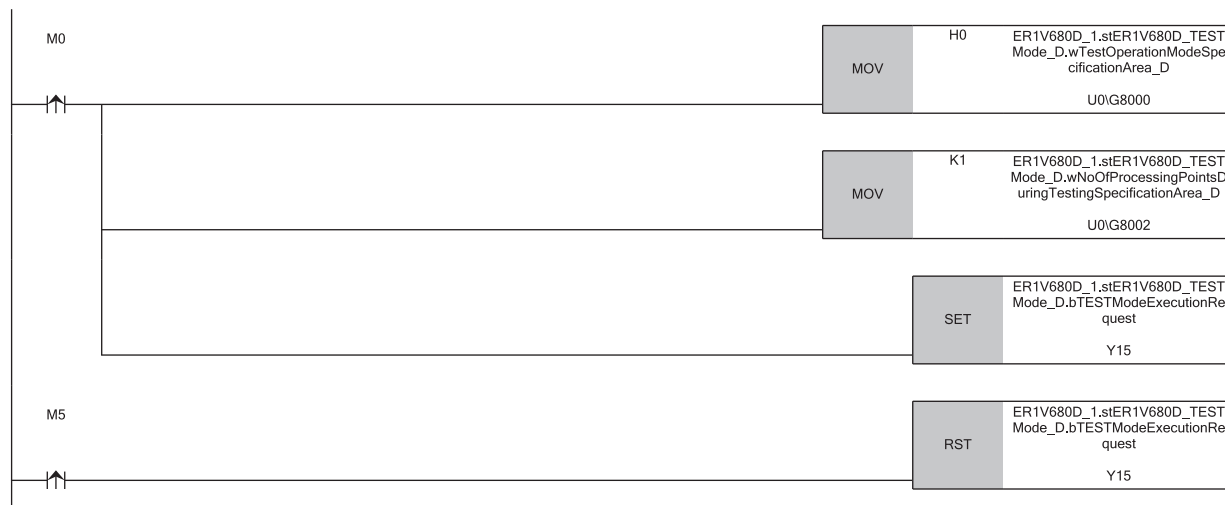 M0
MOV
H0
ER1V680D_1.stER1V680D_TEST
Mode_D.wTestOperationModeSpe
cificationArea_D
U0\G8000
MOV
K1
ER1V680D_1.stER1V680D_TEST
Mode_D.wNoOfProcessingPointsD
uringTestingSpecificationArea_D
U0\G8002
SET
ER1V680D_1.stER1V680D_TEST
Mode_D.bTESTModeExecutionRe
quest
Y15
M5
RST
ER1V680D_1.stER1V680D_TEST
Mode_D.bTESTModeExecutionRe
quest
Y15